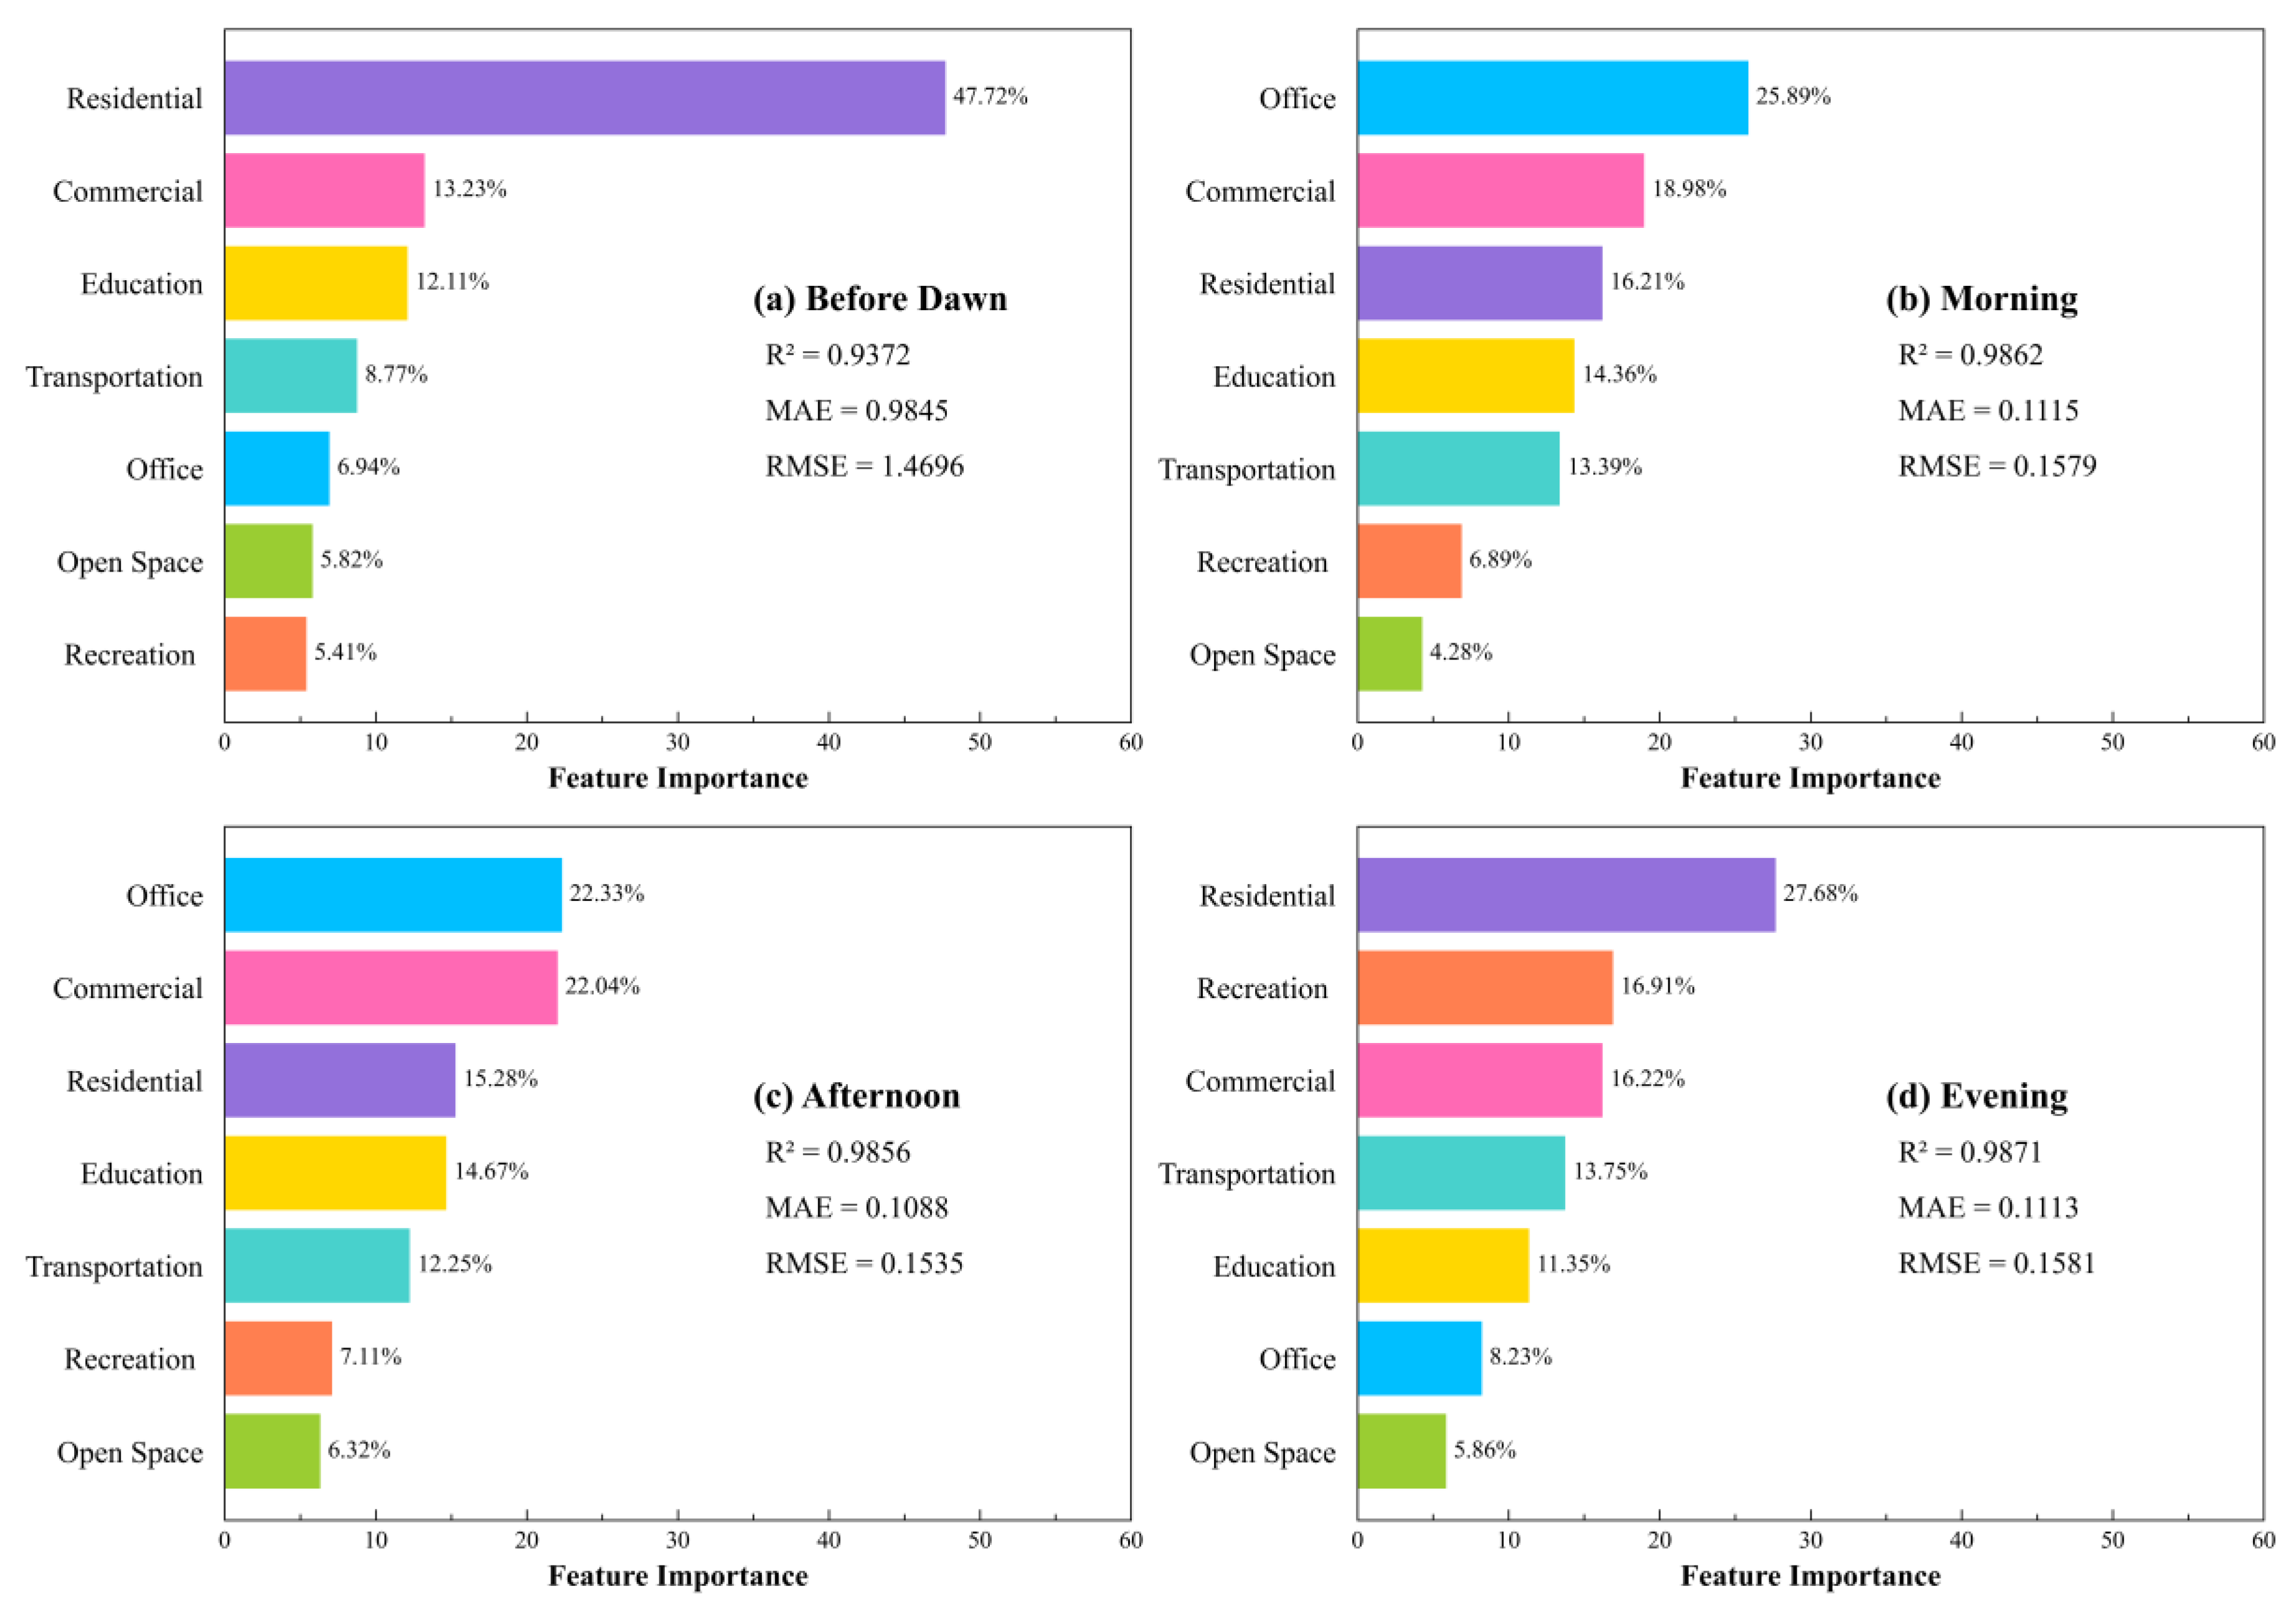 Residential 47.72%
Commercial 13.23%
Education 12.11%
Transportation 8.77%
Office 6.94%
Open Space 5.82%
Recreation 5.41%
(a) Before Dawn
R² = 0.9372
MAE = 0.9845
RMSE = 1.4696
0 10 20 30 40 50 60
Feature Importance
Office 25.89%
Commercial 18.98%
Residential 16.21%
Education 14.36%
Transportation 13.39%
Recreation 6.89%
Open Space 4.28%
(b) Morning
R² = 0.9862
MAE = 0.1115
RMSE = 0.1579
0 10 20 30 40 50 60
Feature Importance
Office 22.33%
Commercial 22.04%
Residential 15.28%
Education 14.67%
Transportation 12.25%
Recreation 7.11%
Open Space 6.32%
(c) Afternoon
R² = 0.9856
MAE = 0.1088
RMSE = 0.1535
0 10 20 30 40 50 60
Feature Importance
Residential 27.68%
Recreation 16.91%
Commercial 16.22%
Transportation 13.75%
Education 11.35%
Office 8.23%
Open Space 5.86%
(d) Evening
R² = 0.9871
MAE = 0.1113
RMSE = 0.1581
0 10 20 30 40 50 60
Feature Importance